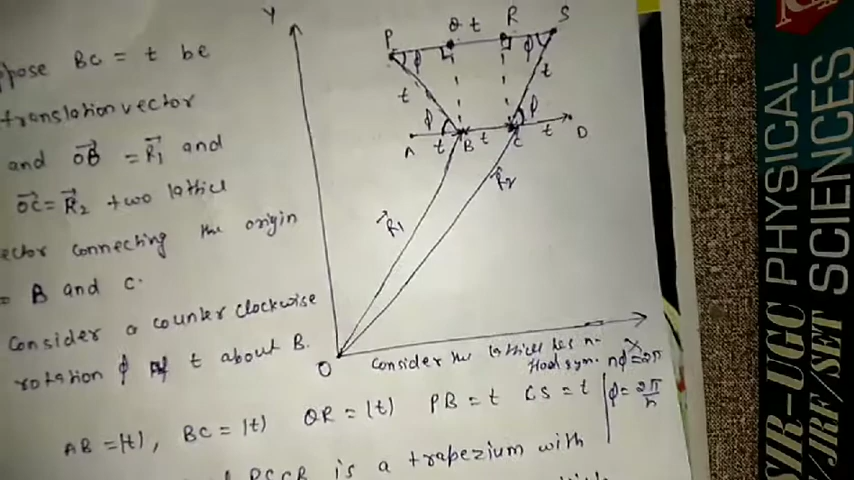 Y
P Q t R S
ppose BC = t be
translation vector
and OB = R1 and
OC = R2 two lattice
ector connecting the origin
B and C.
Consider a counter clockwise
rotation ϕ of t about B.
ϕ ϕ
t t
ϕ ϕ
A t B t C t D
R1
R2
O
X
Consider the lattice has n-
fold sym. nϕ = 2π
ϕ = 2π/n
AB = |t|, BC = |t| QR = |t| PB = t CS = t
is a trapezium with
SIR-UGC PHYSICAL
/JRF/SET SCIENCES